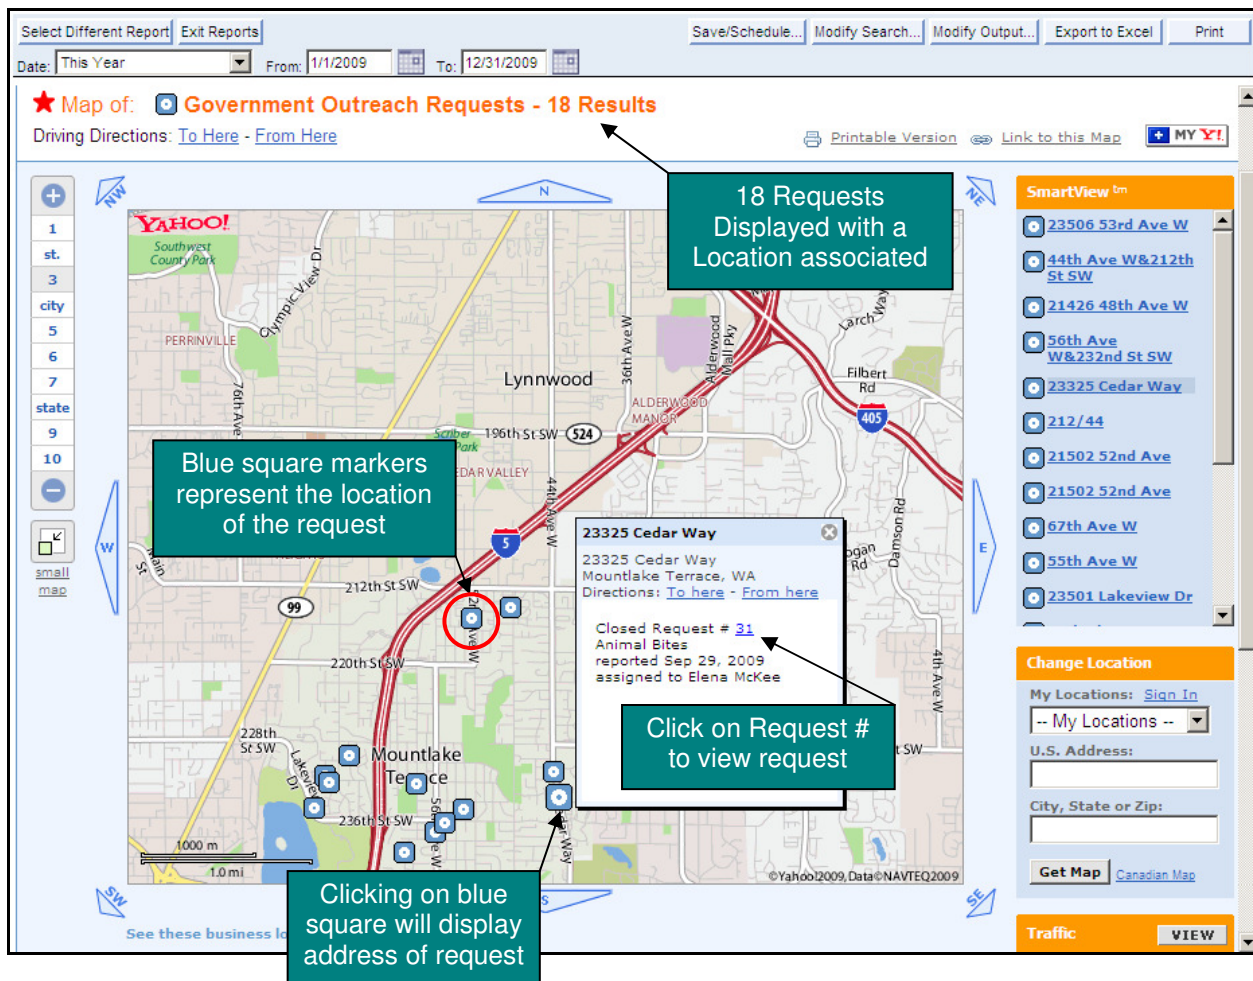 Select Different Report Exit Reports Save/Schedule... Modify Search... Modify Output... Export to Excel Print
Date: This Year From: 1/1/2009 To: 12/31/2009
Map of: Government Outreach Requests - 18 Results
Driving Directions: To Here - From Here
Printable Version Link to this Map MY Y!
18 Requests
Displayed with a
Location associated
1
st.
3
city
5
6
7
state
9
10
small
map
NW
N
NE
W
E
SW
S
SE
YAHOO!
Southwest
County Park
Olympic View Dr
PERRINVILLE
76th Ave W
Lynnwood
36th Ave W
Alderwood
Mall Pky
Larch Way
Filbert
Rd
ALDERWOOD
MANOR
405
Scriber
196th St SW 524
44th Ave W
Blue square markers
represent the location
of the request
5
Main
St
212th St SW
99
220th St SW
228th
St SW
Lakeview
Dr
Mountlake
236th St SW
Damson Rd
4th Ave W
1000 m
1.0 mi
©Yahoo!2009, Data©NAVTEQ2009
23325 Cedar Way
23325 Cedar Way
Mountlake Terrace, WA
Directions: To here - From here
Closed Request # 31
Animal Bites
reported Sep 29, 2009
assigned to Elena McKee
Click on Request #
to view request
Clicking on blue
square will display
address of request
See these business
SmartView tm
23506 53rd Ave W
44th Ave W&212th
St SW
21426 48th Ave W
56th Ave
W&232nd St SW
23325 Cedar Way
212/44
21502 52nd Ave
21502 52nd Ave
67th Ave W
55th Ave W
23501 Lakeview Dr
Change Location
My Locations: Sign In
-- My Locations --
U.S. Address:
City, State or Zip:
Get Map Canadian Map
Traffic VIEW